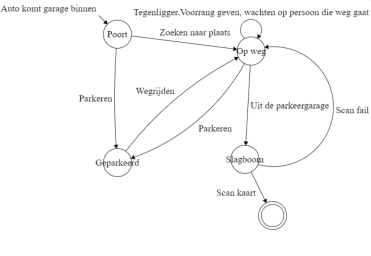 Auto komt garage binnen
Tegenligger,Voorrang geven, wachten op persoon die weg gaat
Poort
Zoeken naar plaats
Op weg
Parkeren
Wegrijden
Uit de parkeergarage
Scan fail
Parkeren
Geparkeerd
Slagboom
Scan kaart